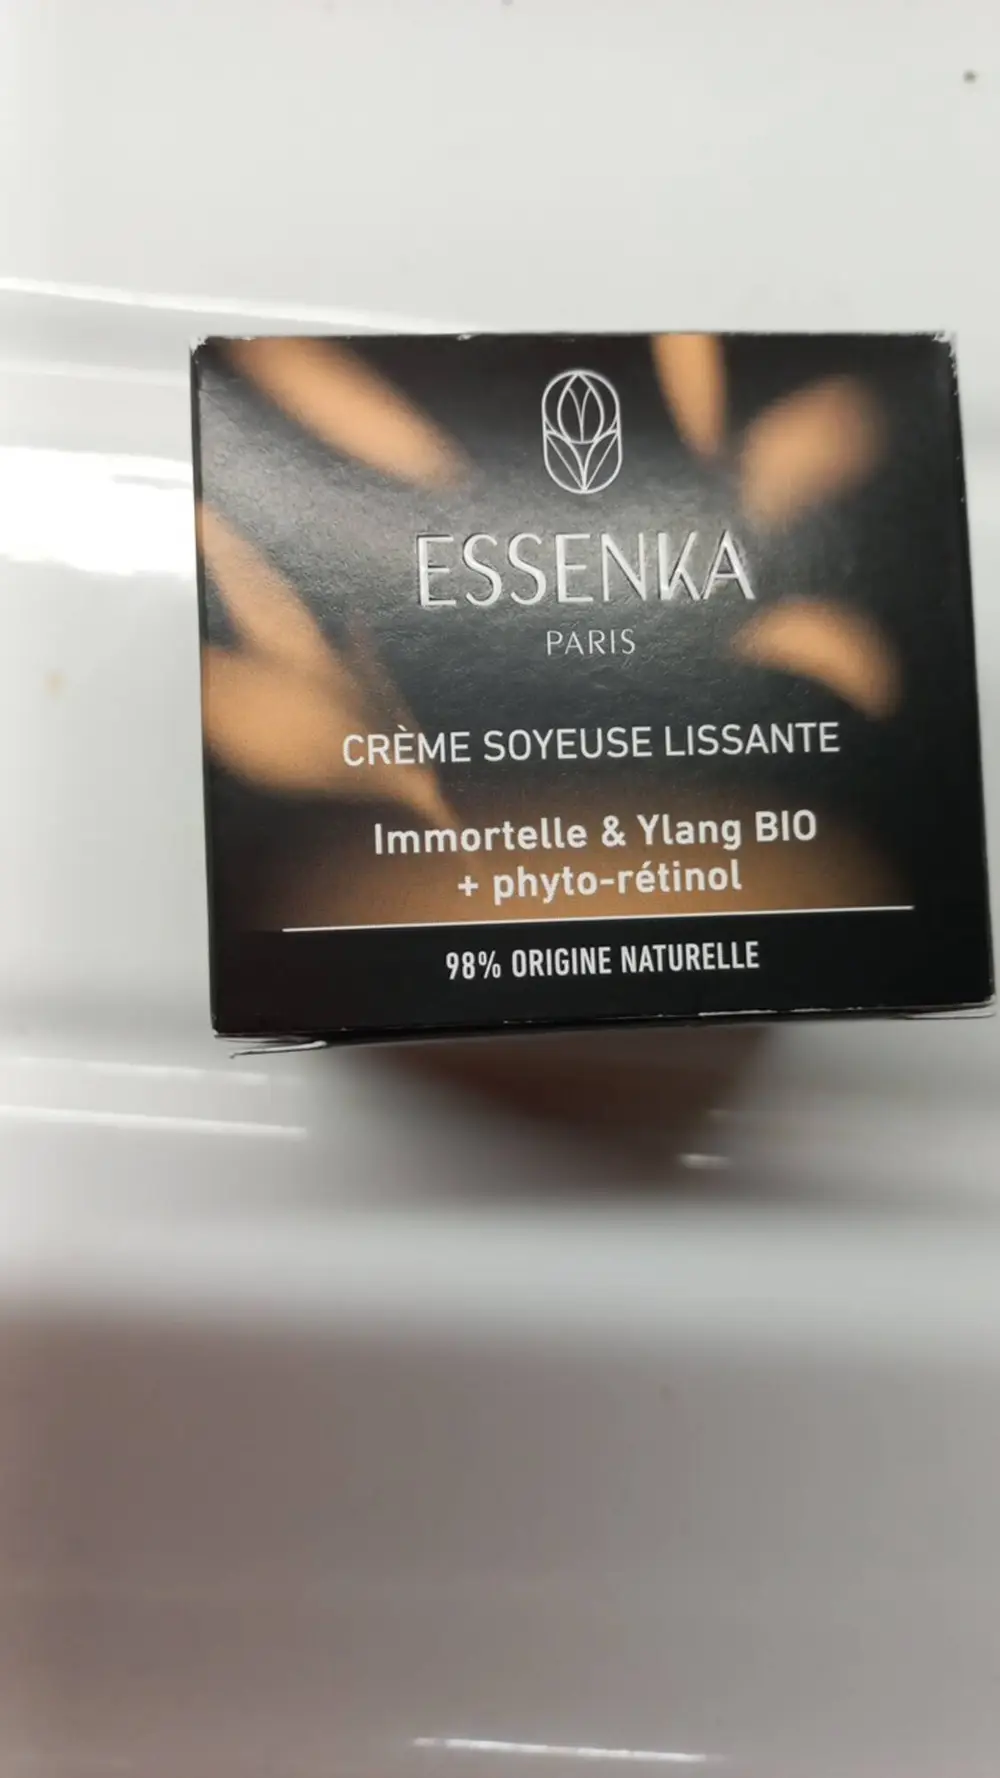 ESSENKA
PARIS
CRÈME SOYEUSE LISSANTE
Immortelle & Ylang BIO
+ phyto-rétinol
98% ORIGINE NATURELLE